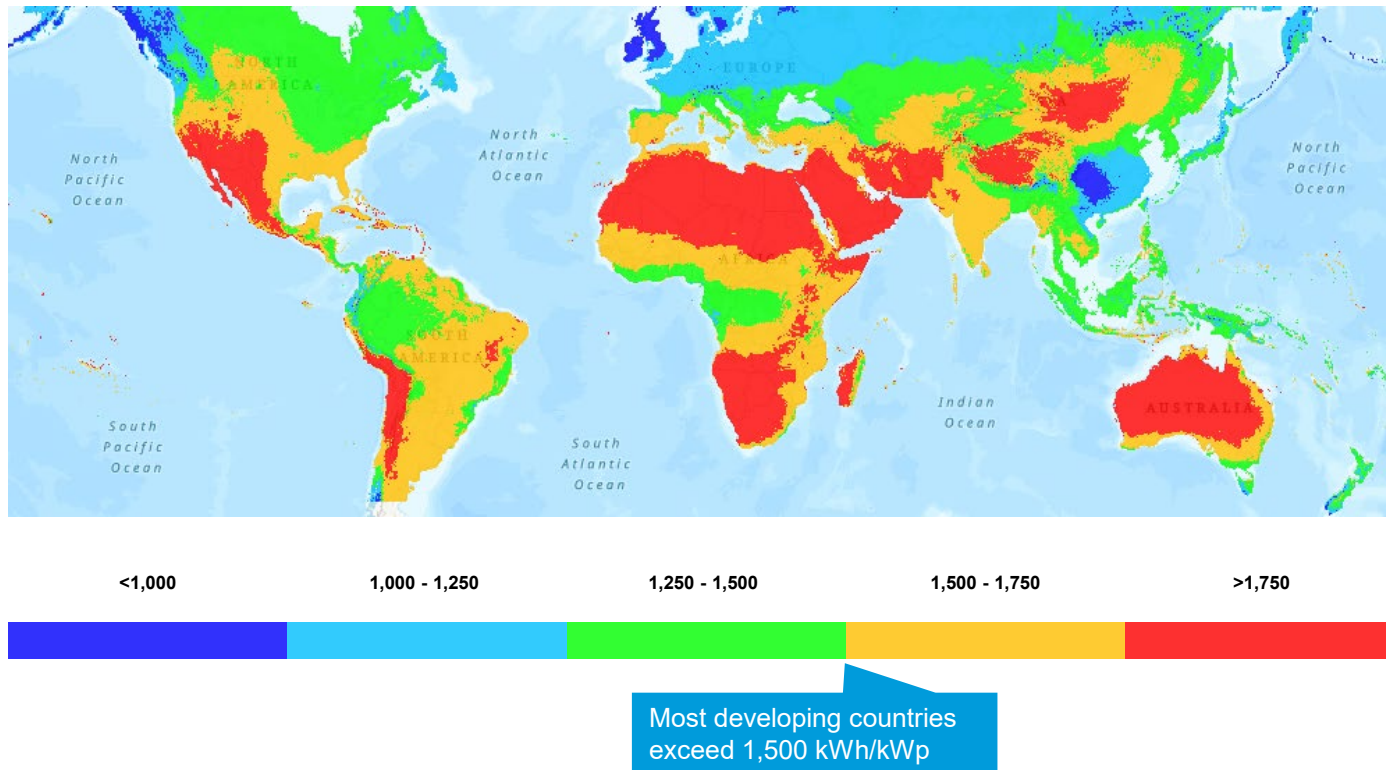 NORTH
AMERICA
EUROPE
North
Atlantic
Ocean
North
Pacific
Ocean
North
Pacific
Ocean
AFRICA
SOUTH
AMERICA
Indian
Ocean
AUSTRALIA
South
Pacific
Ocean
South
Atlantic
Ocean
<1,000 1,000 - 1,250 1,250 - 1,500 1,500 - 1,750 >1,750
Most developing countries
exceed 1,500 kWh/kWp